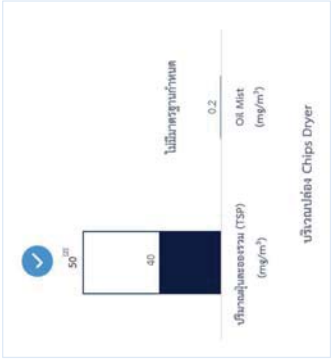 50
40
ไม่มีมาตรฐานกำหนด
0.2
ปริมาณฝุ่นละอองรวม (TSP)
(mg/m³)
Oil Mist
(mg/m³)
บริเวณปล่อง Chips Dryer